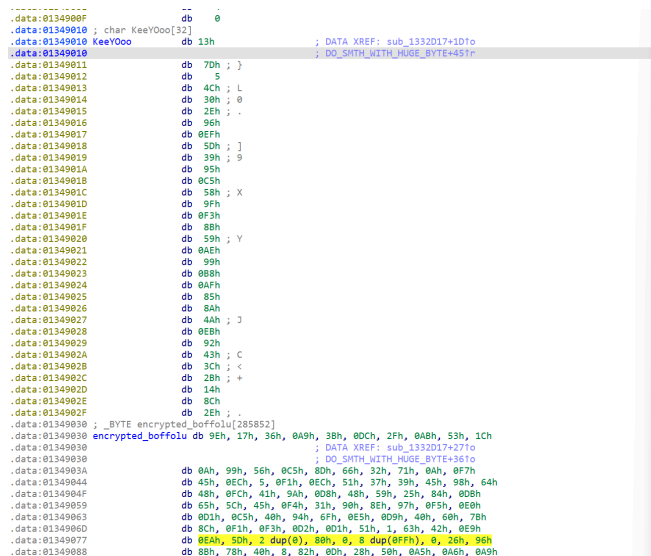 .data:0134900F db 0
.data:01349010 ; char KeeYOoo[32]
.data:01349010 KeeYOoo db 13h ; DATA XREF: sub_1332D17+1D↑o
.data:01349010 ; DO_SMTH_WITH_HUGE_BYTE+45↑r
.data:01349011 db 7Dh ; }
.data:01349012 db 5
.data:01349013 db 4Ch ; L
.data:01349014 db 30h ; 0
.data:01349015 db 2Eh ; .
.data:01349016 db 96h
.data:01349017 db 0EFh
.data:01349018 db 5Dh ; ]
.data:01349019 db 39h ; 9
.data:0134901A db 95h
.data:0134901B db 0C5h
.data:0134901C db 58h ; X
.data:0134901D db 9Fh
.data:0134901E db 0F3h
.data:0134901F db 8Bh
.data:01349020 db 59h ; Y
.data:01349021 db 0AEh
.data:01349022 db 99h
.data:01349023 db 0B8h
.data:01349024 db 0AFh
.data:01349025 db 85h
.data:01349026 db 8Ah
.data:01349027 db 4Ah ; J
.data:01349028 db 0EBh
.data:01349029 db 92h
.data:0134902A db 43h ; C
.data:0134902B db 3Ch ; <
.data:0134902C db 2Bh ; +
.data:0134902D db 14h
.data:0134902E db 8Ch
.data:0134902F db 2Eh ; .
.data:01349030 ; _BYTE encrypted_boffolu[285852]
.data:01349030 encrypted_boffolu db 9Eh, 17h, 36h, 0A9h, 3Bh, 0DCh, 2Fh, 0ABh, 53h, 1Ch
.data:01349030 ; DATA XREF: sub_1332D17+27↑o
.data:01349030 ; DO_SMTH_WITH_HUGE_BYTE+36↑o
.data:0134903A db 0Ah, 99h, 56h, 0C5h, 8Dh, 66h, 32h, 71h, 0Ah, 0F7h
.data:01349044 db 45h, 0ECh, 5, 0F1h, 0ECh, 51h, 37h, 39h, 45h, 98h, 64h
.data:0134904F db 48h, 0FCh, 41h, 9Ah, 0D8h, 48h, 59h, 25h, 84h, 0DBh
.data:01349059 db 65h, 5Ch, 45h, 0F4h, 31h, 90h, 8Eh, 97h, 0F5h, 0E0h
.data:01349063 db 0D1h, 0C5h, 40h, 94h, 6Fh, 0E5h, 0D9h, 40h, 60h, 7Bh
.data:0134906D db 8Ch, 0F1h, 0F3h, 0D2h, 0D1h, 51h, 1, 63h, 42h, 0E9h
.data:01349077 db 0EAh, 5Dh, 2 dup(0), 80h, 0, 8 dup(0FFh), 0, 26h, 96h
.data:01349088 db 8Bh, 78h, 40h, 8, 82h, 0Dh, 28h, 50h, 0A5h, 0A6h, 0A9h